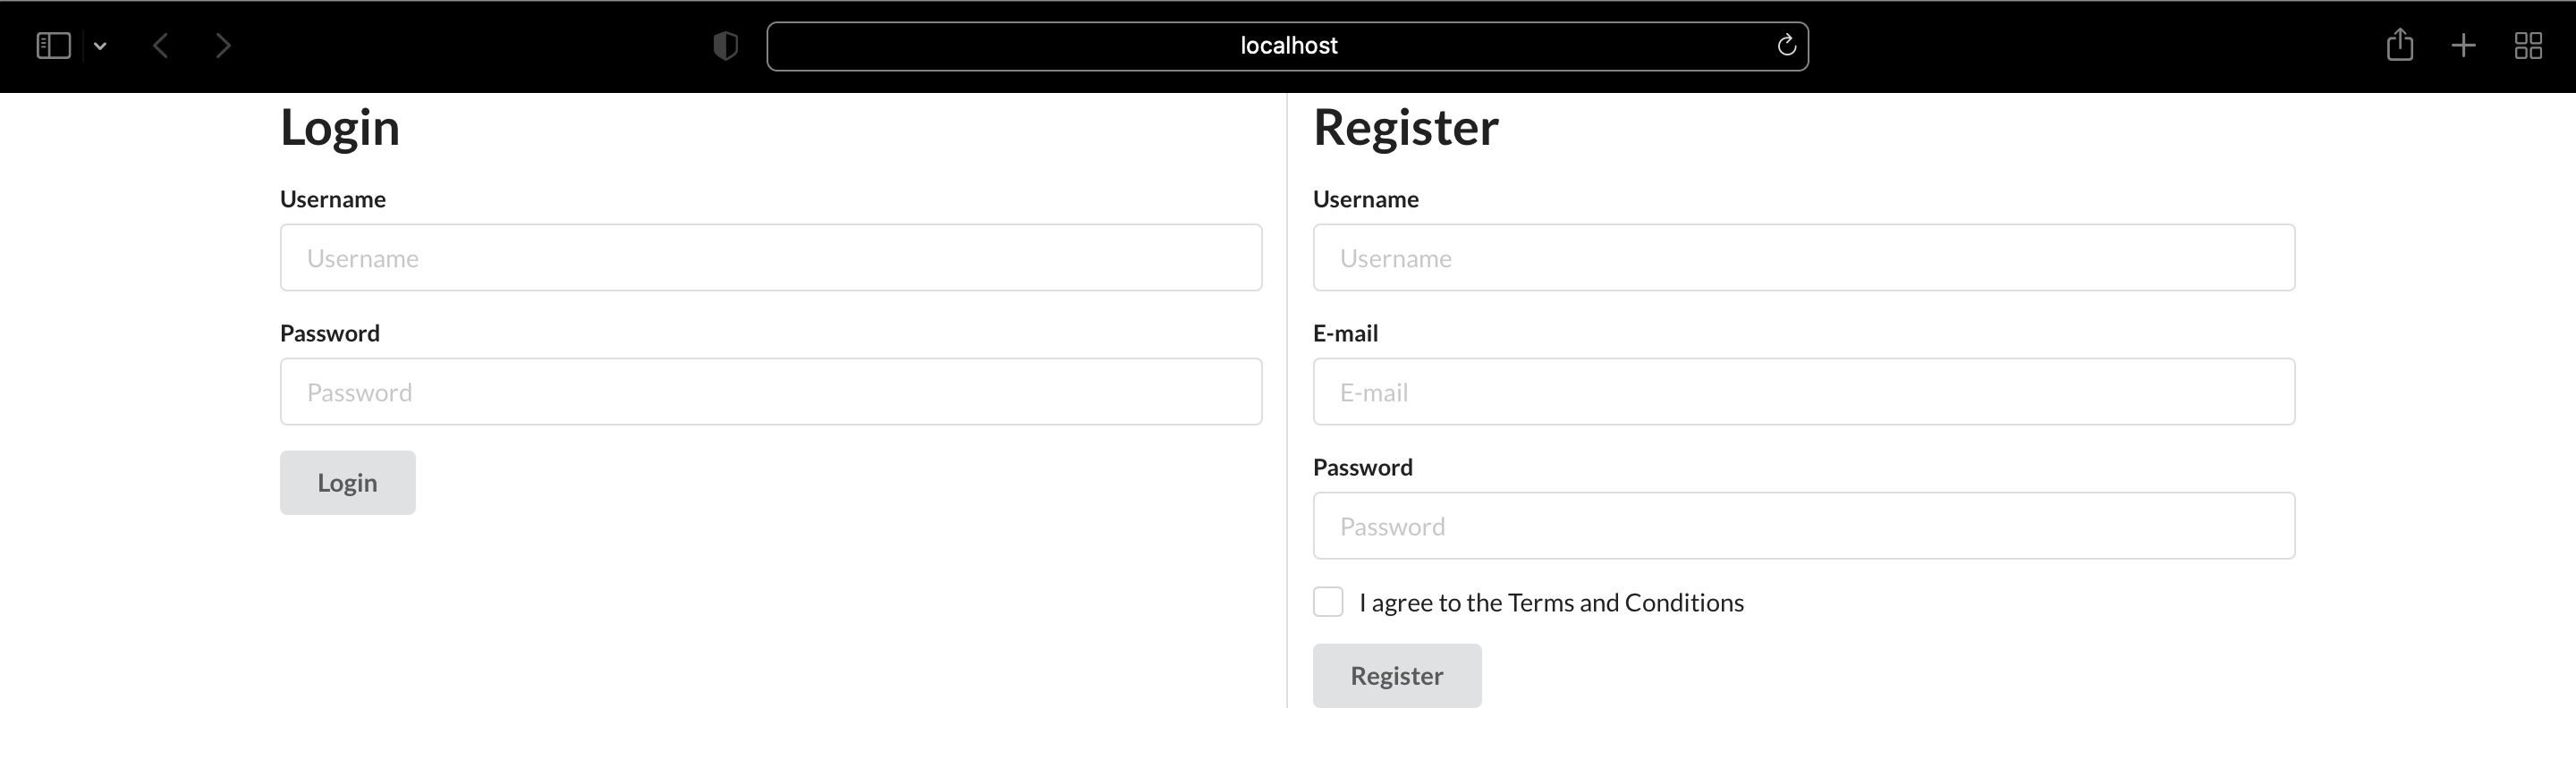 localhost
Login
Username
Username
Password
Password
Login
Register
Username
Username
E-mail
E-mail
Password
Password
I agree to the Terms and Conditions
Register